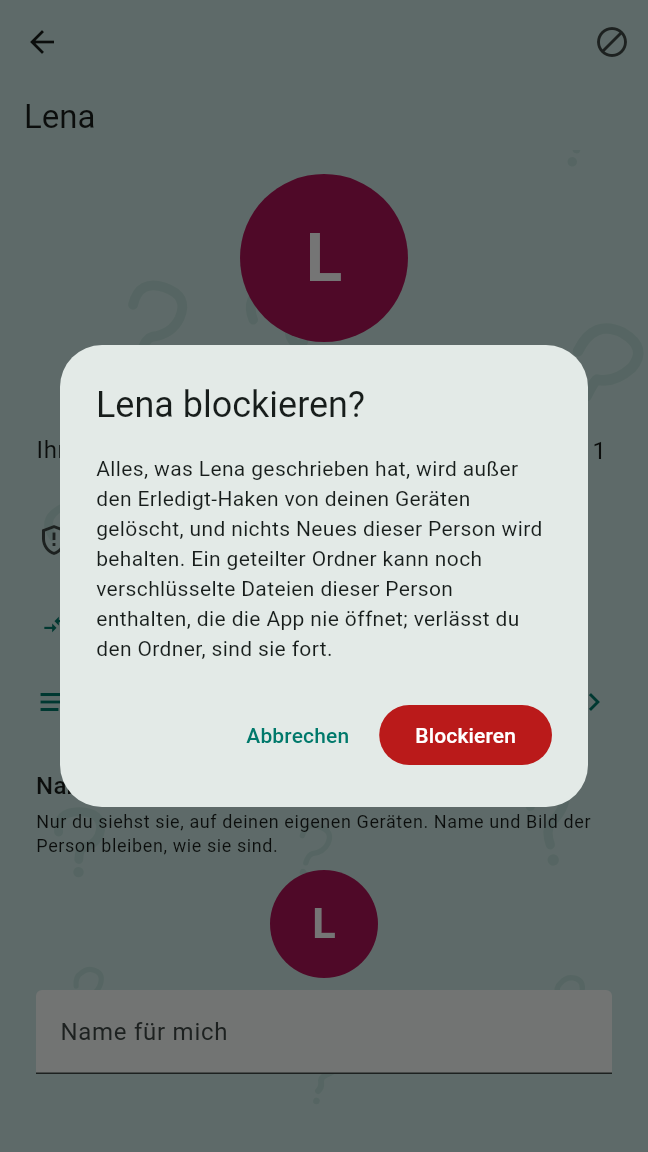 Lena
L
Lena blockieren?
Alles, was Lena geschrieben hat, wird außer
den Erledigt-Haken von deinen Geräten
gelöscht, und nichts Neues dieser Person wird
behalten. Ein geteilter Ordner kann noch
verschlüsselte Dateien dieser Person
enthalten, die die App nie öffnet; verlässt du
den Ordner, sind sie fort.
1
Abbrechen
Blockieren
Nur du siehst sie, auf deinen eigenen Geräten. Name und Bild der
Person bleiben, wie sie sind.
L
Name für mich